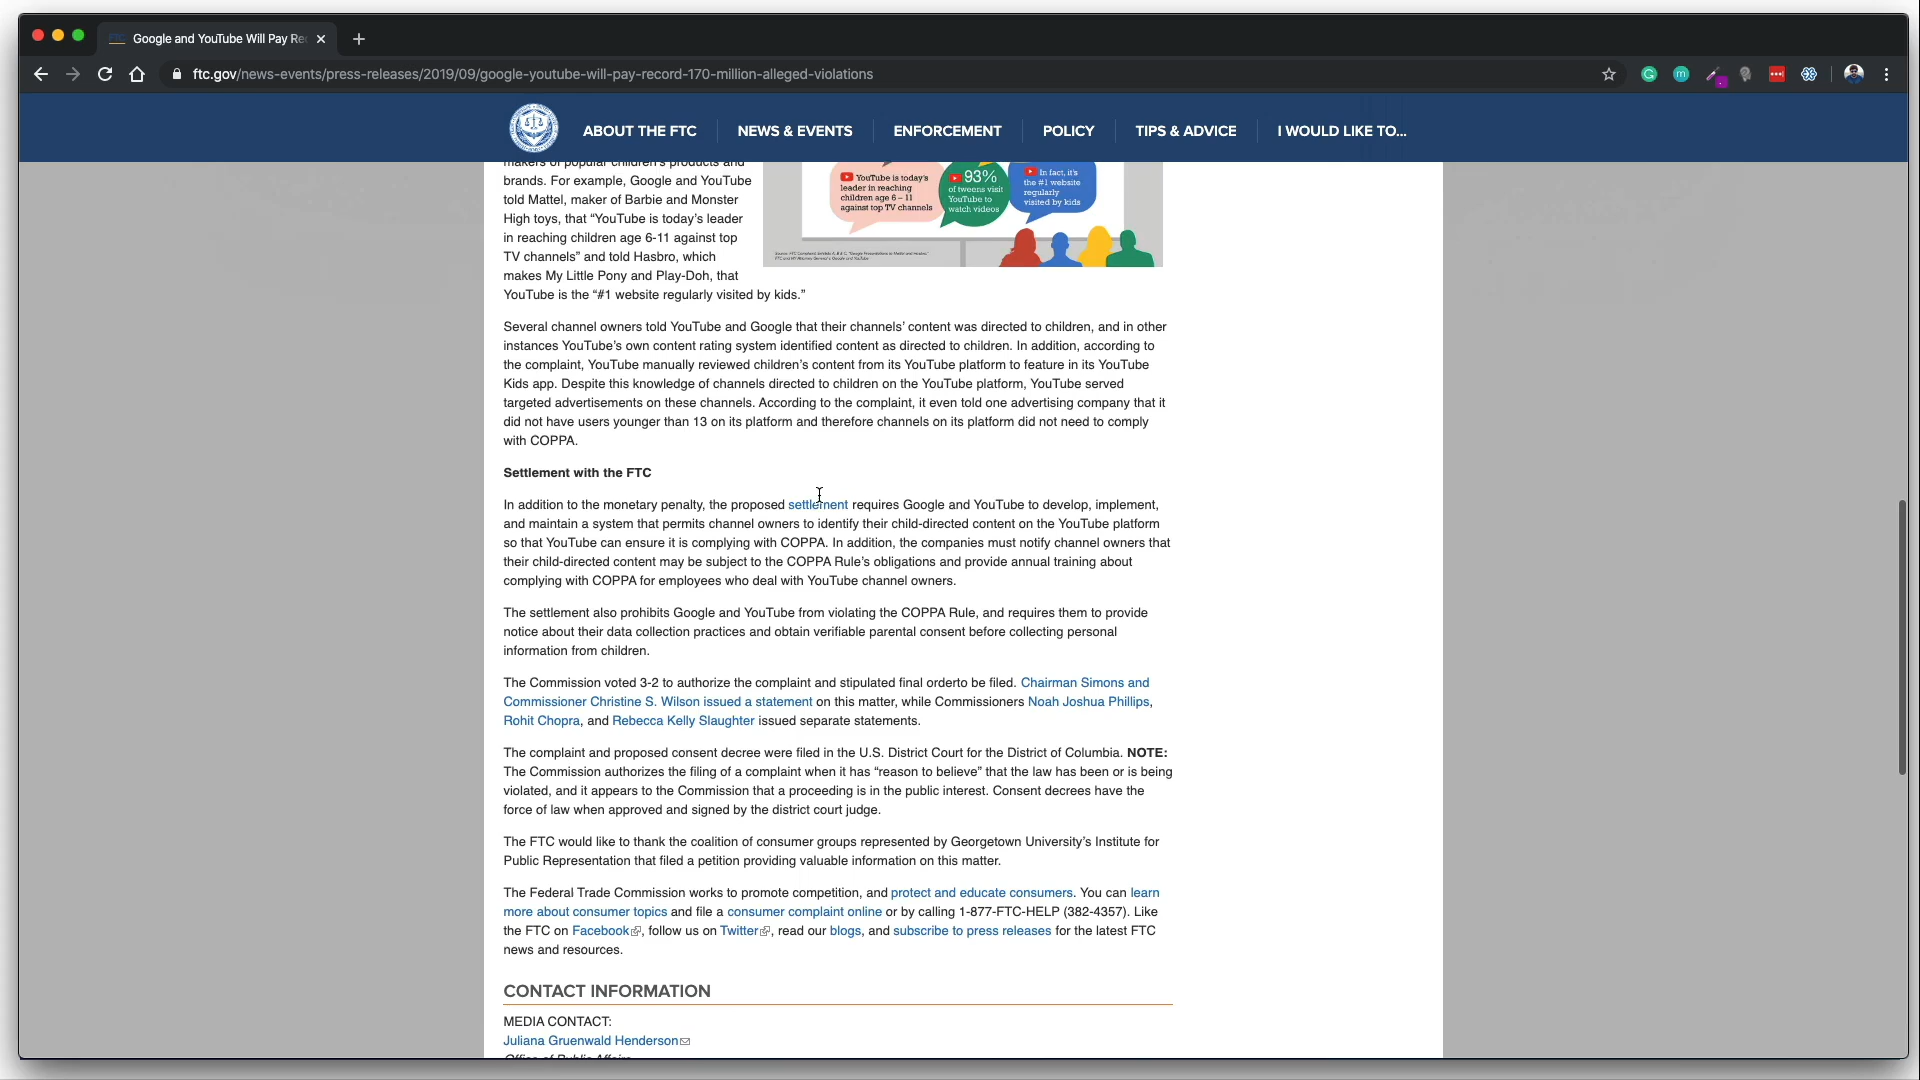 Google and YouTube Will Pay Re
ftc.gov/news-events/press-releases/2019/09/google-youtube-will-pay-record-170-million-alleged-violations
ABOUT THE FTC
NEWS & EVENTS
ENFORCEMENT
POLICY
TIPS & ADVICE
I WOULD LIKE TO...
makers of popular children's products and
brands. For example, Google and YouTube
told Mattel, maker of Barbie and Monster
High toys, that “YouTube is today’s leader
in reaching children age 6-11 against top
TV channels” and told Hasbro, which
makes My Little Pony and Play-Doh, that
YouTube is the “#1 website regularly visited by kids.”
YouTube is today's
leader in reaching
children age 6 – 11
against top TV channels
93%
of tweens visit
YouTube to
watch videos
In fact, it's
the #1 website
regularly
visited by kids
Several channel owners told YouTube and Google that their channels’ content was directed to children, and in other
instances YouTube’s own content rating system identified content as directed to children. In addition, according to
the complaint, YouTube manually reviewed children’s content from its YouTube platform to feature in its YouTube
Kids app. Despite this knowledge of channels directed to children on the YouTube platform, YouTube served
targeted advertisements on these channels. According to the complaint, it even told one advertising company that it
did not have users younger than 13 on its platform and therefore channels on its platform did not need to comply
with COPPA.
Settlement with the FTC
In addition to the monetary penalty, the proposed settlement requires Google and YouTube to develop, implement,
and maintain a system that permits channel owners to identify their child-directed content on the YouTube platform
so that YouTube can ensure it is complying with COPPA. In addition, the companies must notify channel owners that
their child-directed content may be subject to the COPPA Rule’s obligations and provide annual training about
complying with COPPA for employees who deal with YouTube channel owners.
The settlement also prohibits Google and YouTube from violating the COPPA Rule, and requires them to provide
notice about their data collection practices and obtain verifiable parental consent before collecting personal
information from children.
The Commission voted 3-2 to authorize the complaint and stipulated final orderto be filed. Chairman Simons and
Commissioner Christine S. Wilson issued a statement on this matter, while Commissioners Noah Joshua Phillips,
Rohit Chopra, and Rebecca Kelly Slaughter issued separate statements.
The complaint and proposed consent decree were filed in the U.S. District Court for the District of Columbia. NOTE:
The Commission authorizes the filing of a complaint when it has “reason to believe” that the law has been or is being
violated, and it appears to the Commission that a proceeding is in the public interest. Consent decrees have the
force of law when approved and signed by the district court judge.
The FTC would like to thank the coalition of consumer groups represented by Georgetown University’s Institute for
Public Representation that filed a petition providing valuable information on this matter.
The Federal Trade Commission works to promote competition, and protect and educate consumers. You can learn
more about consumer topics and file a consumer complaint online or by calling 1-877-FTC-HELP (382-4357). Like
the FTC on Facebook, follow us on Twitter, read our blogs, and subscribe to press releases for the latest FTC
news and resources.
CONTACT INFORMATION
MEDIA CONTACT:
Juliana Gruenwald Henderson
Office of Public Affairs